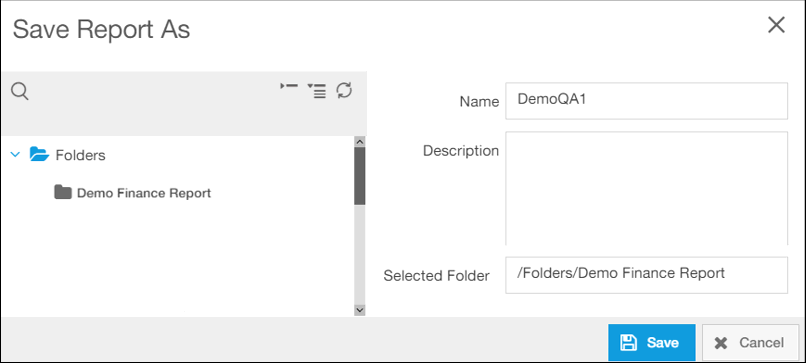 Save Report As
Name
DemoQA1
Description
Folders
Demo Finance Report
Selected Folder
/Folders/Demo Finance Report
Save
Cancel